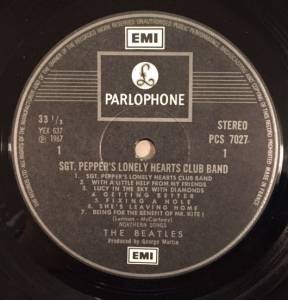 EMI
PARLOPHONE
33 1/3
STEREO
YEX 637
PCS 7027
℗ 1967
1
1
SGT. PEPPER'S LONELY HEARTS CLUB BAND
1. SGT. PEPPER'S LONELY HEARTS CLUB BAND
2. WITH A LITTLE HELP FROM MY FRIENDS
3. LUCY IN THE SKY WITH DIAMONDS
4. GETTING BETTER
5. FIXING A HOLE
6. SHE'S LEAVING HOME
7. BEING FOR THE BENEFIT OF MR. KITE!
(Lennon - McCartney)
NORTHERN SONGS
THE BEATLES
Produced by George Martin
EMI